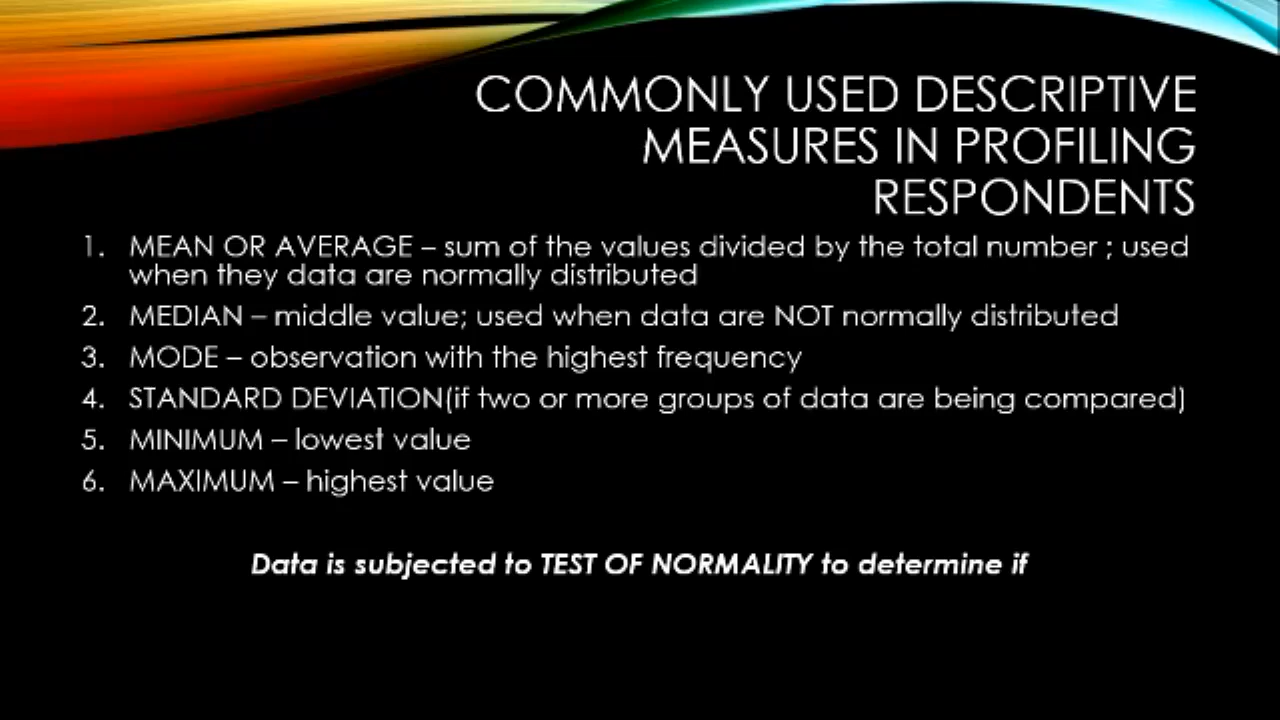 COMMONLY USED DESCRIPTIVE
MEASURES IN PROFILING
RESPONDENTS
1. MEAN OR AVERAGE – sum of the values divided by the total number ; used
when they data are normally distributed
2. MEDIAN – middle value; used when data are NOT normally distributed
3. MODE – observation with the highest frequency
4. STANDARD DEVIATION(if two or more groups of data are being compared)
5. MINIMUM – lowest value
6. MAXIMUM – highest value
Data is subjected to TEST OF NORMALITY to determine if